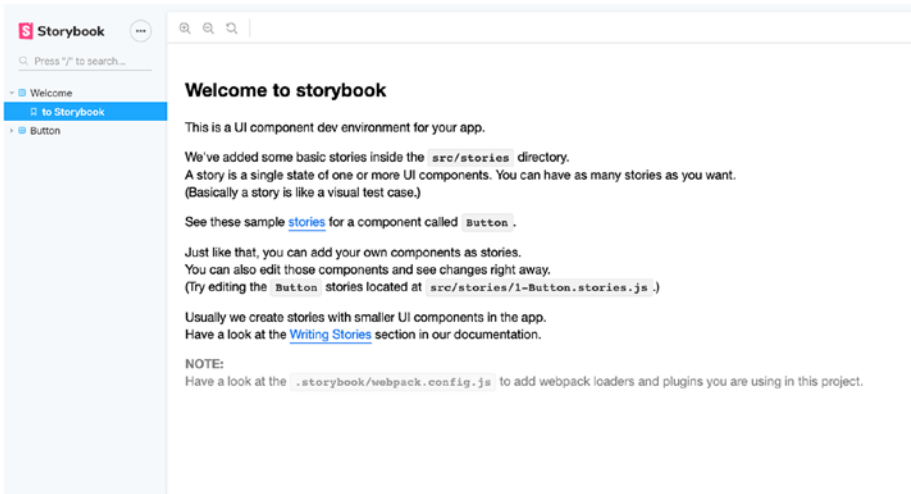 Storybook
Press "/" to search...
Welcome
to Storybook
Button
Welcome to storybook
This is a UI component dev environment for your app.
We've added some basic stories inside the src/stories directory.
A story is a single state of one or more UI components. You can have as many stories as you want.
(Basically a story is like a visual test case.)
See these sample stories for a component called Button .
Just like that, you can add your own components as stories.
You can also edit those components and see changes right away.
(Try editing the Button stories located at src/stories/1-Button.stories.js .)
Usually we create stories with smaller UI components in the app.
Have a look at the Writing Stories section in our documentation.
NOTE:
Have a look at the .storybook/webpack.config.js to add webpack loaders and plugins you are using in this project.